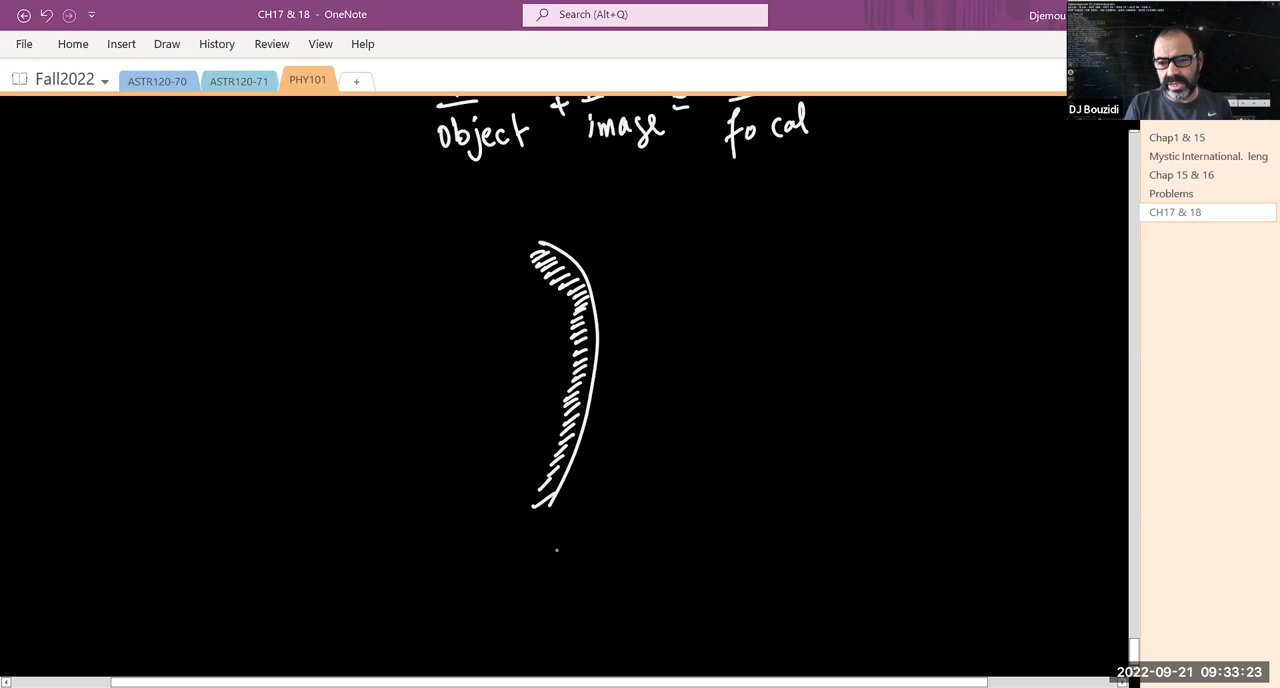 CH17 & 18 - OneNote
Search (Alt+Q)
Djemou
File Home Insert Draw History Review View Help
Fall2022 ASTR120-70 ASTR120-71 PHY101 +
DJ Bouzidi
object + image = focal
Chap1 & 15
Mystic International. leng
Chap 15 & 16
Problems
CH17 & 18
2022-09-21 09:33:23